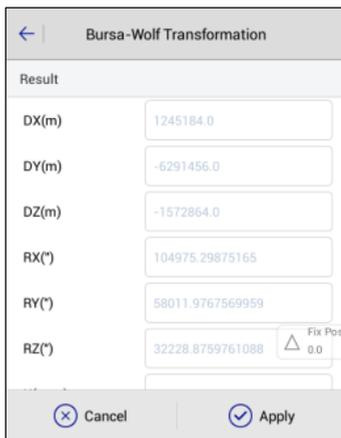 Bursa-Wolf Transformation
Result
DX(m) 1245184.0
DY(m) -6291456.0
DZ(m) -1572864.0
RX(") 104975.29875165
RY(") 58011.9767569959
RZ(") 32228.8759761088
Fix Pos
0.0
Cancel Apply